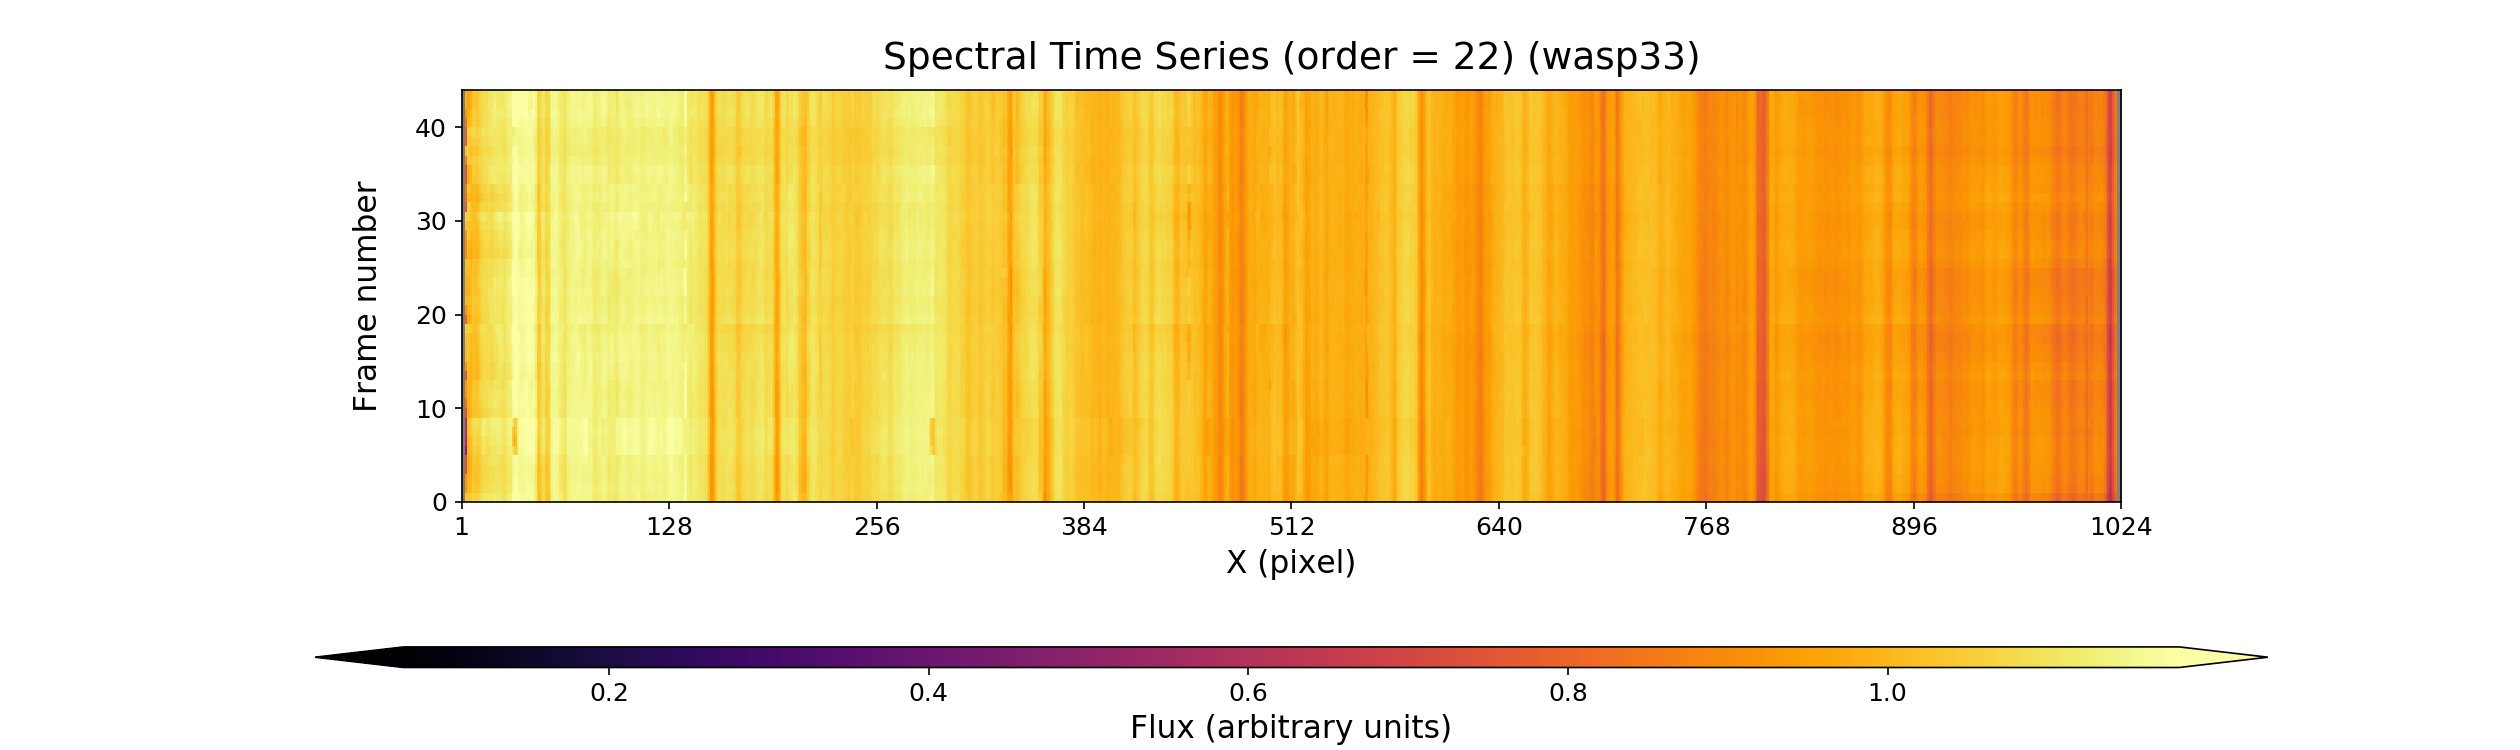 Spectral Time Series (order = 22) (wasp33)
40
30
20
10
0
Frame number
1 128 256 384 512 640 768 896 1024
X (pixel)
0.2 0.4 0.6 0.8 1.0
Flux (arbitrary units)